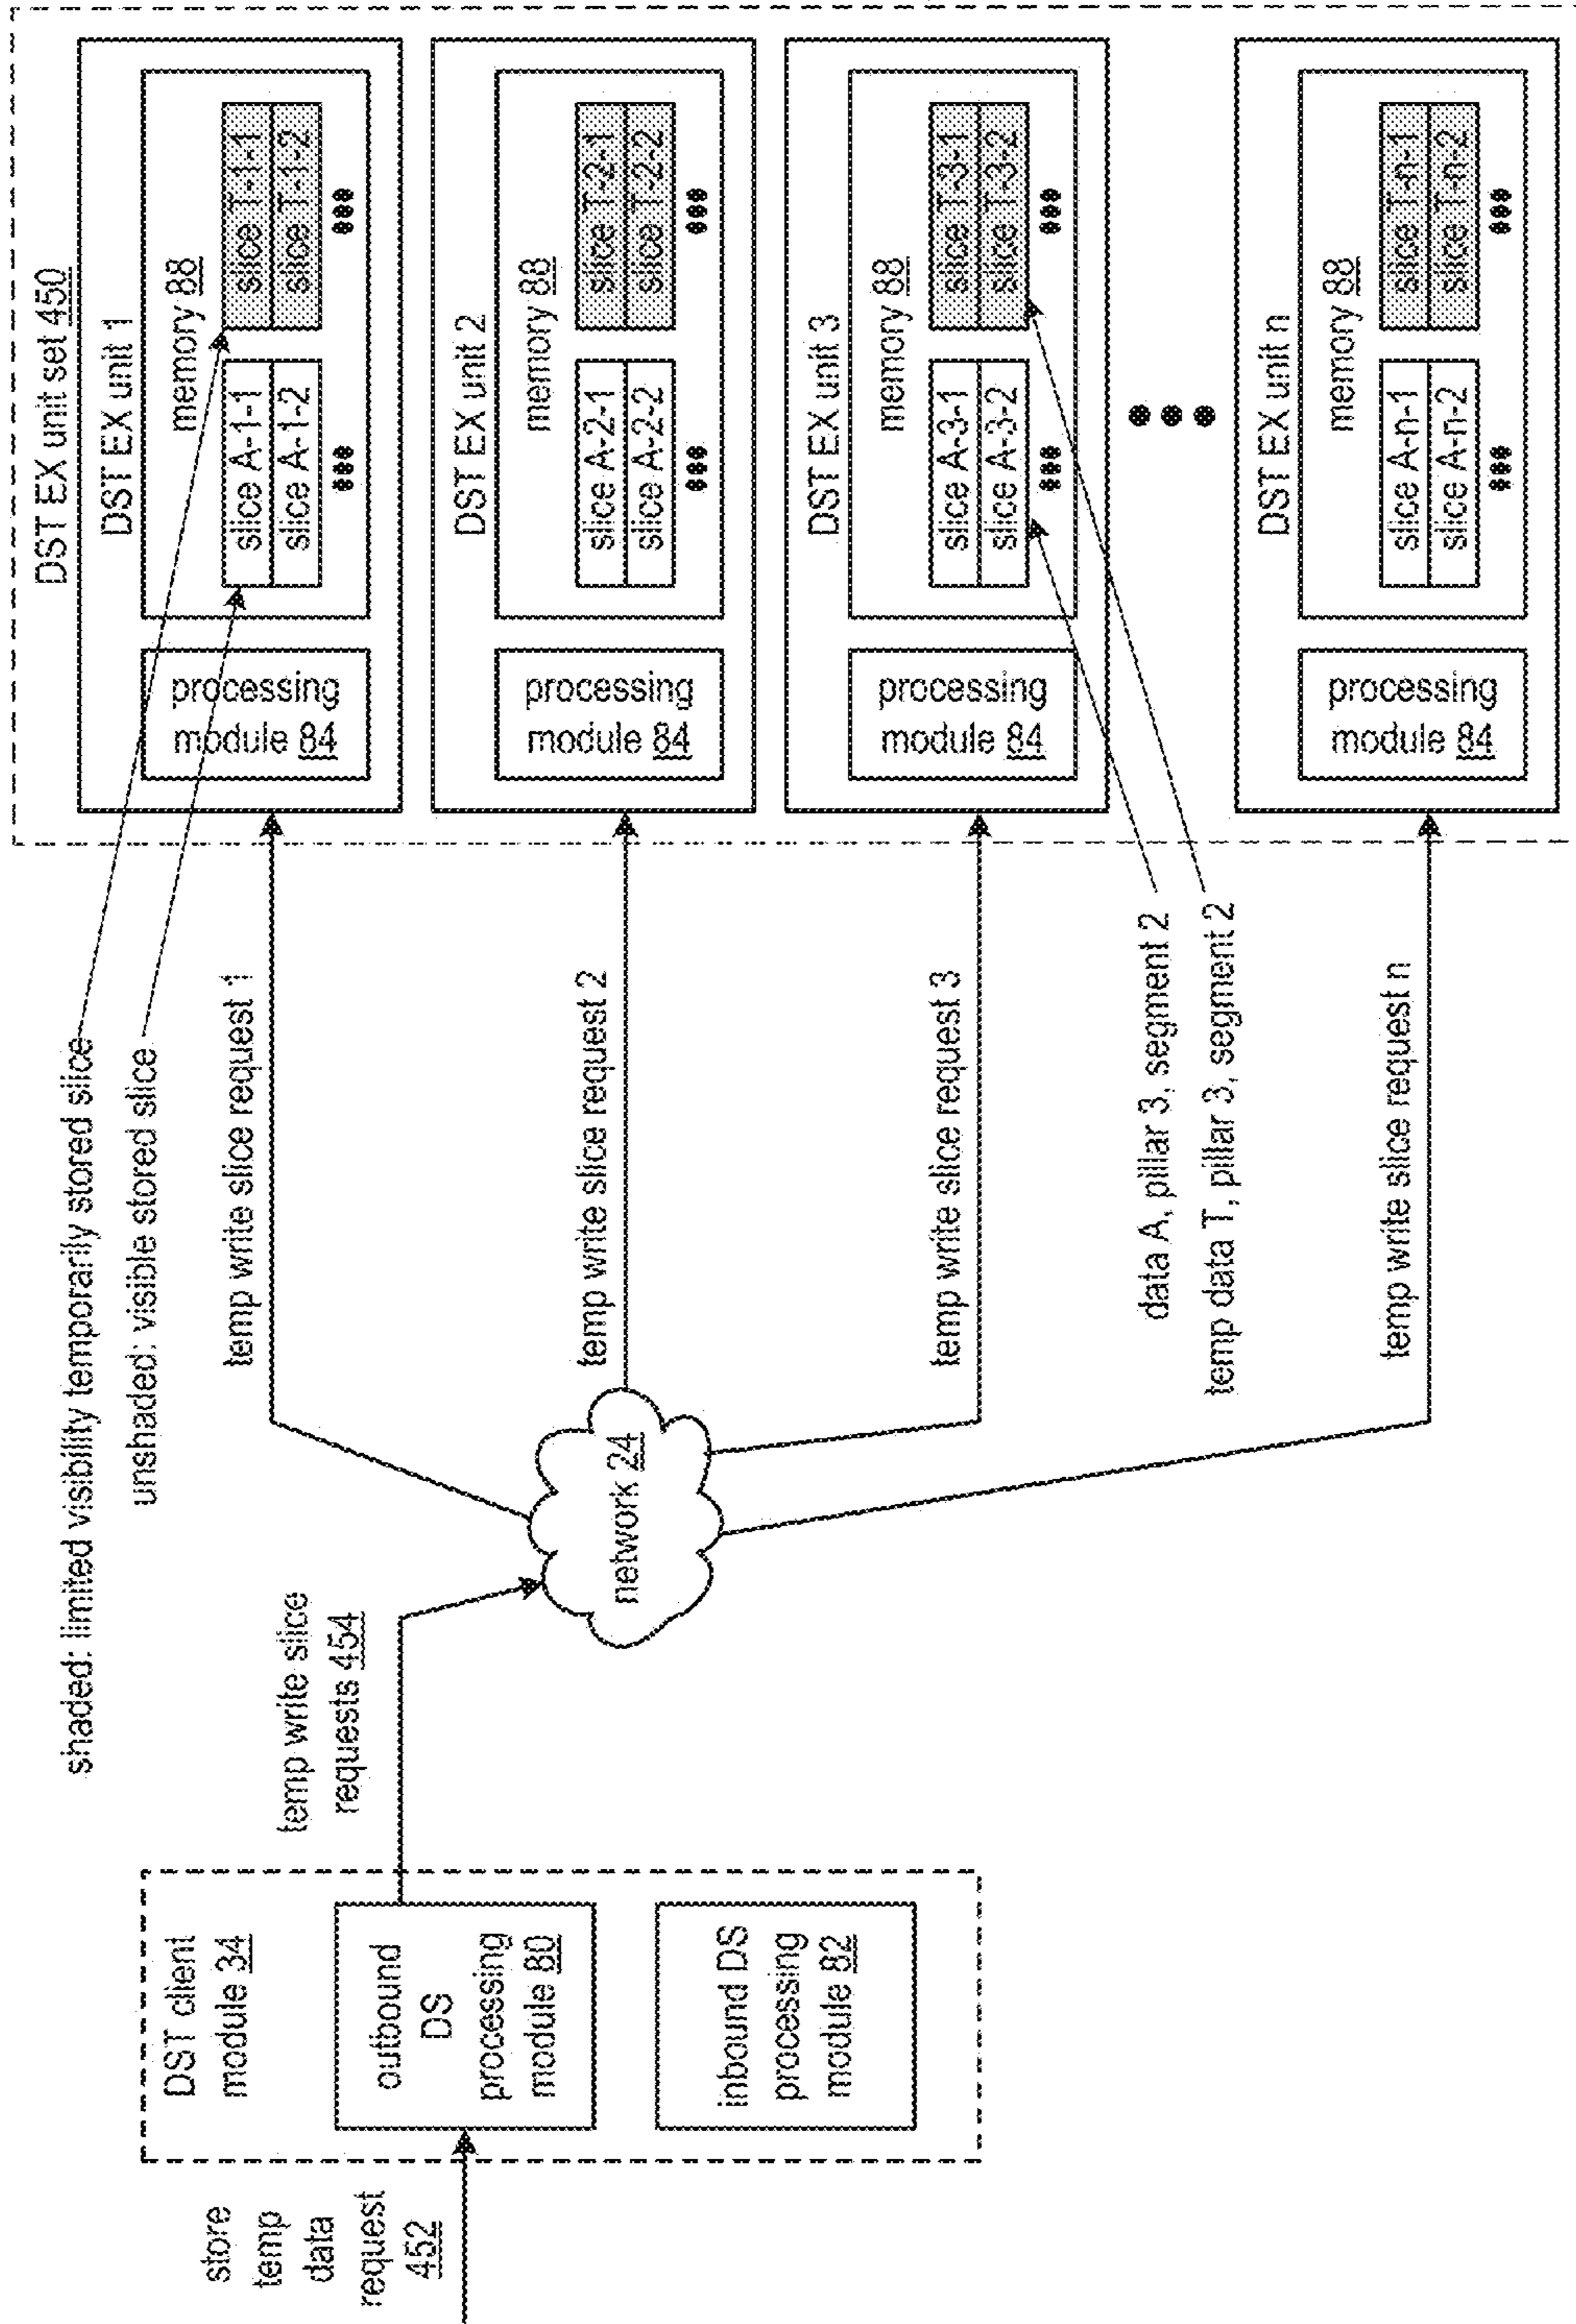 shaded: limited visibility temporarily stored slice
unshaded: visible stored slice
store
temp
data
request
452
DST client
module 34
outbound
DS
processing
module 80
inbound DS
processing
module 82
temp write slice
requests 454
network 24
temp write slice request 1
temp write slice request 2
temp write slice request 3
data A, pillar 3, segment 2
temp data T, pillar 3, segment 2
temp write slice request n
DST EX unit set 450
DST EX unit 1
processing
module 84
memory 88
slice A-1-1
slice A-1-2
slice T-1-1
slice T-1-2
DST EX unit 2
processing
module 84
memory 88
slice A-2-1
slice A-2-2
slice T-2-1
slice T-2-2
DST EX unit 3
processing
module 84
memory 88
slice A-3-1
slice A-3-2
slice T-3-1
slice T-3-2
DST EX unit n
processing
module 84
memory 88
slice A-n-1
slice A-n-2
slice T-n-1
slice T-n-2